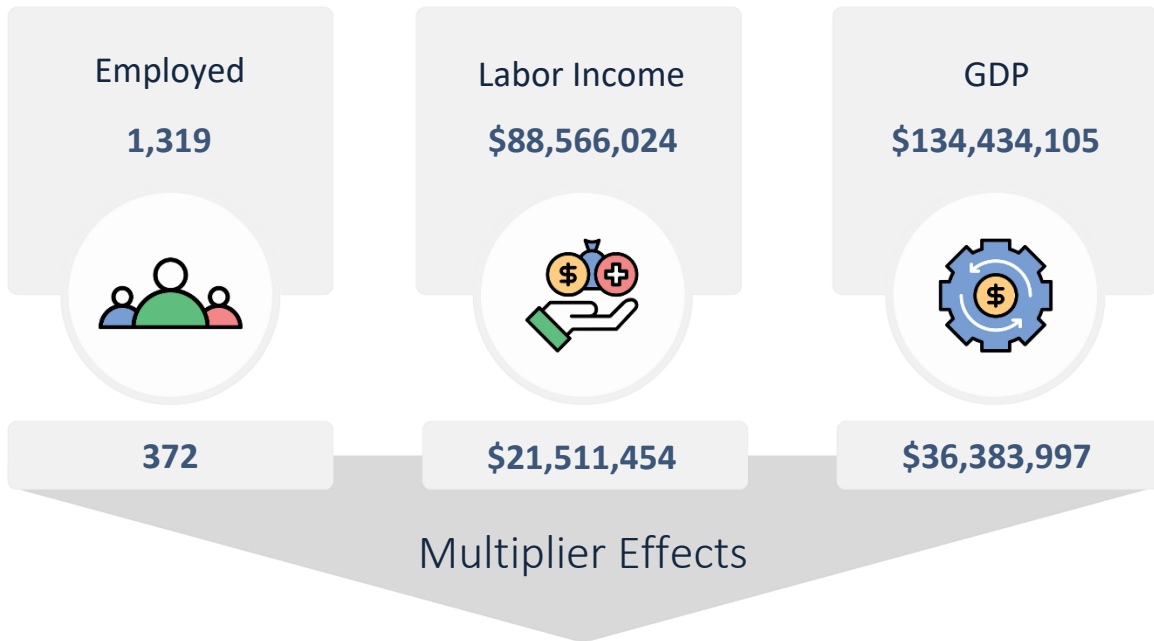 Employed
1,319
Labor Income
$88,566,024
GDP
$134,434,105
$
$
372
$21,511,454
$36,383,997
Multiplier Effects